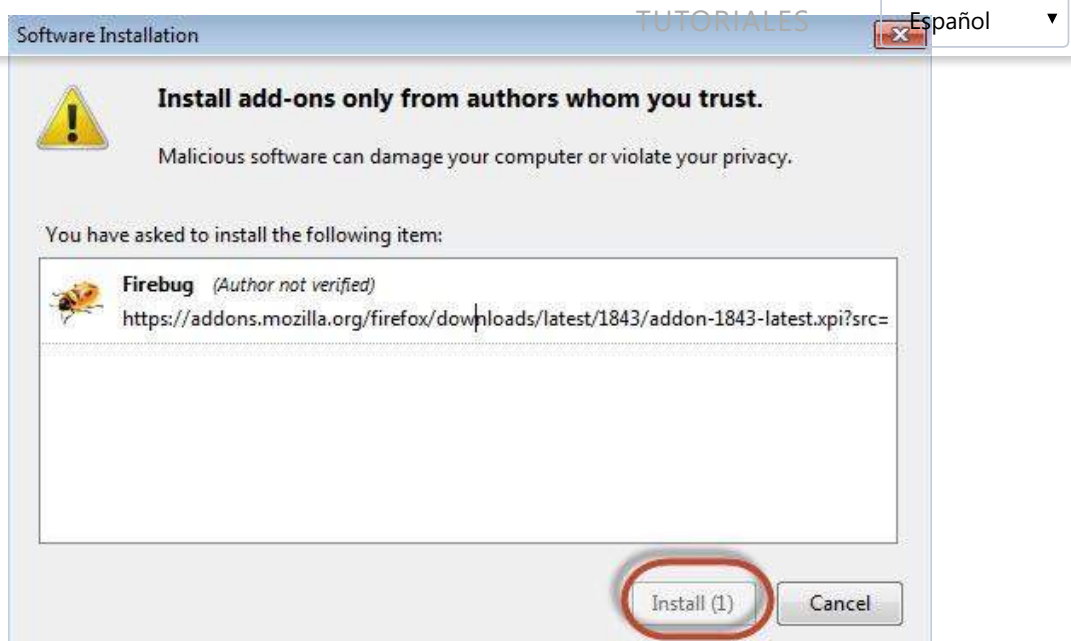 TUTORIALES
Español
Software Installation
Install add-ons only from authors whom you trust.
Malicious software can damage your computer or violate your privacy.
You have asked to install the following item:
Firebug (Author not verified)
https://addons.mozilla.org/firefox/downloads/latest/1843/addon-1843-latest.xpi?src=
Install (1)
Cancel